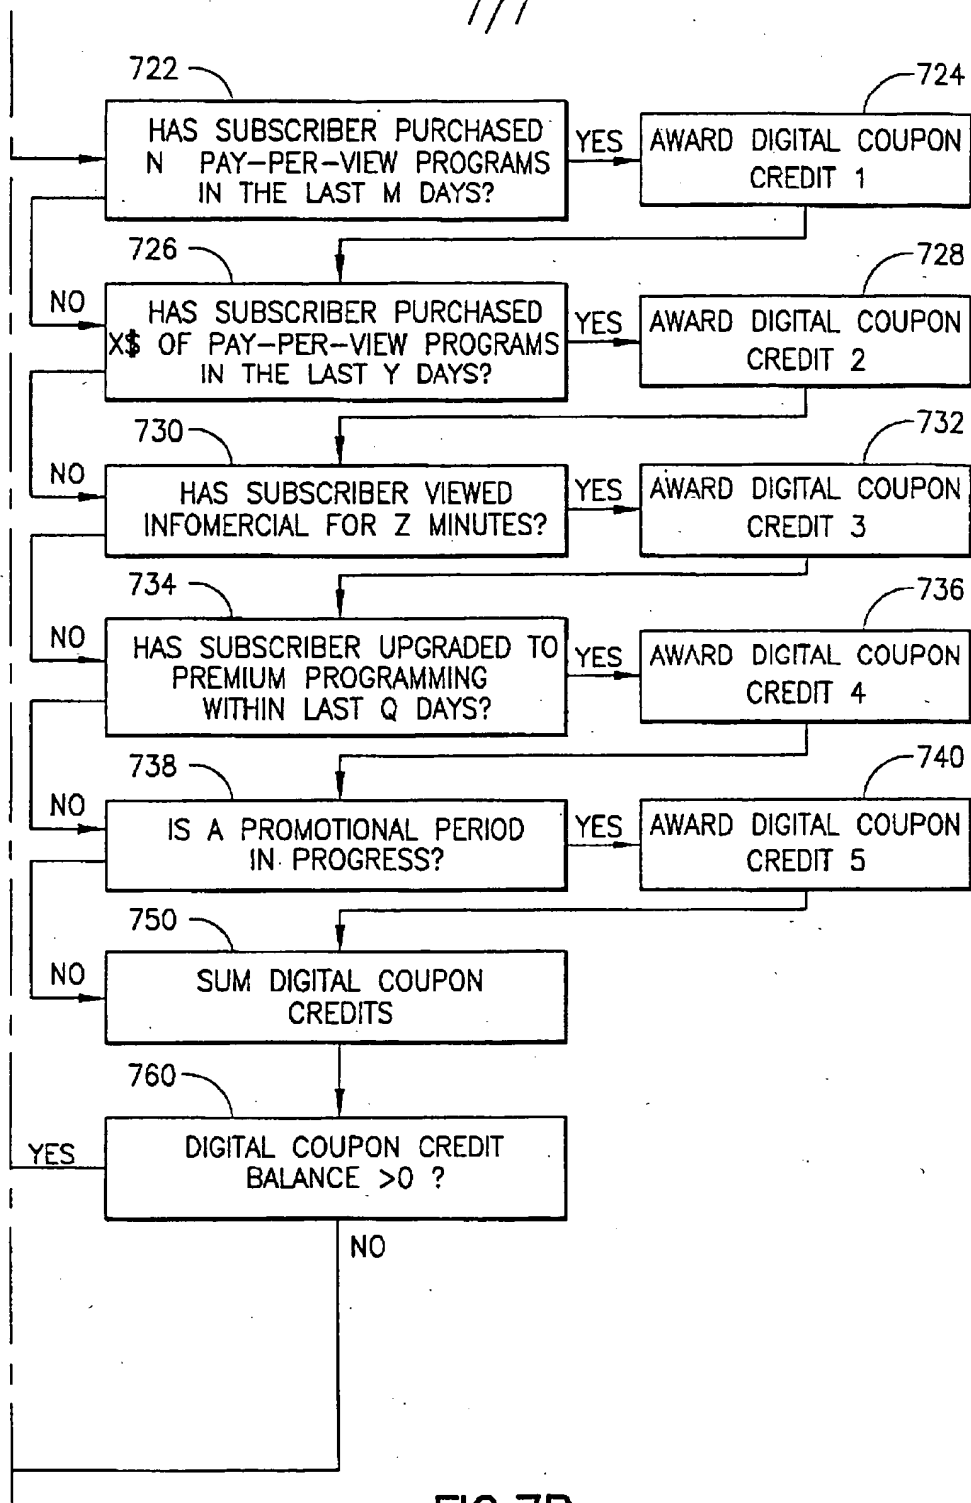 722
724
HAS SUBSCRIBER PURCHASED
N PAY-PER-VIEW PROGRAMS
IN THE LAST M DAYS?
YES
AWARD DIGITAL COUPON
CREDIT 1
726
728
NO
HAS SUBSCRIBER PURCHASED
X$ OF PAY-PER-VIEW PROGRAMS
IN THE LAST Y DAYS?
YES
AWARD DIGITAL COUPON
CREDIT 2
730
732
NO
HAS SUBSCRIBER VIEWED
INFOMERCIAL FOR Z MINUTES?
YES
AWARD DIGITAL COUPON
CREDIT 3
734
736
NO
HAS SUBSCRIBER UPGRADED TO
PREMIUM PROGRAMMING
WITHIN LAST Q DAYS?
YES
AWARD DIGITAL COUPON
CREDIT 4
738
740
NO
IS A PROMOTIONAL PERIOD
IN PROGRESS?
YES
AWARD DIGITAL COUPON
CREDIT 5
750
NO
SUM DIGITAL COUPON
CREDITS
760
YES
DIGITAL COUPON CREDIT
BALANCE >0 ?
NO